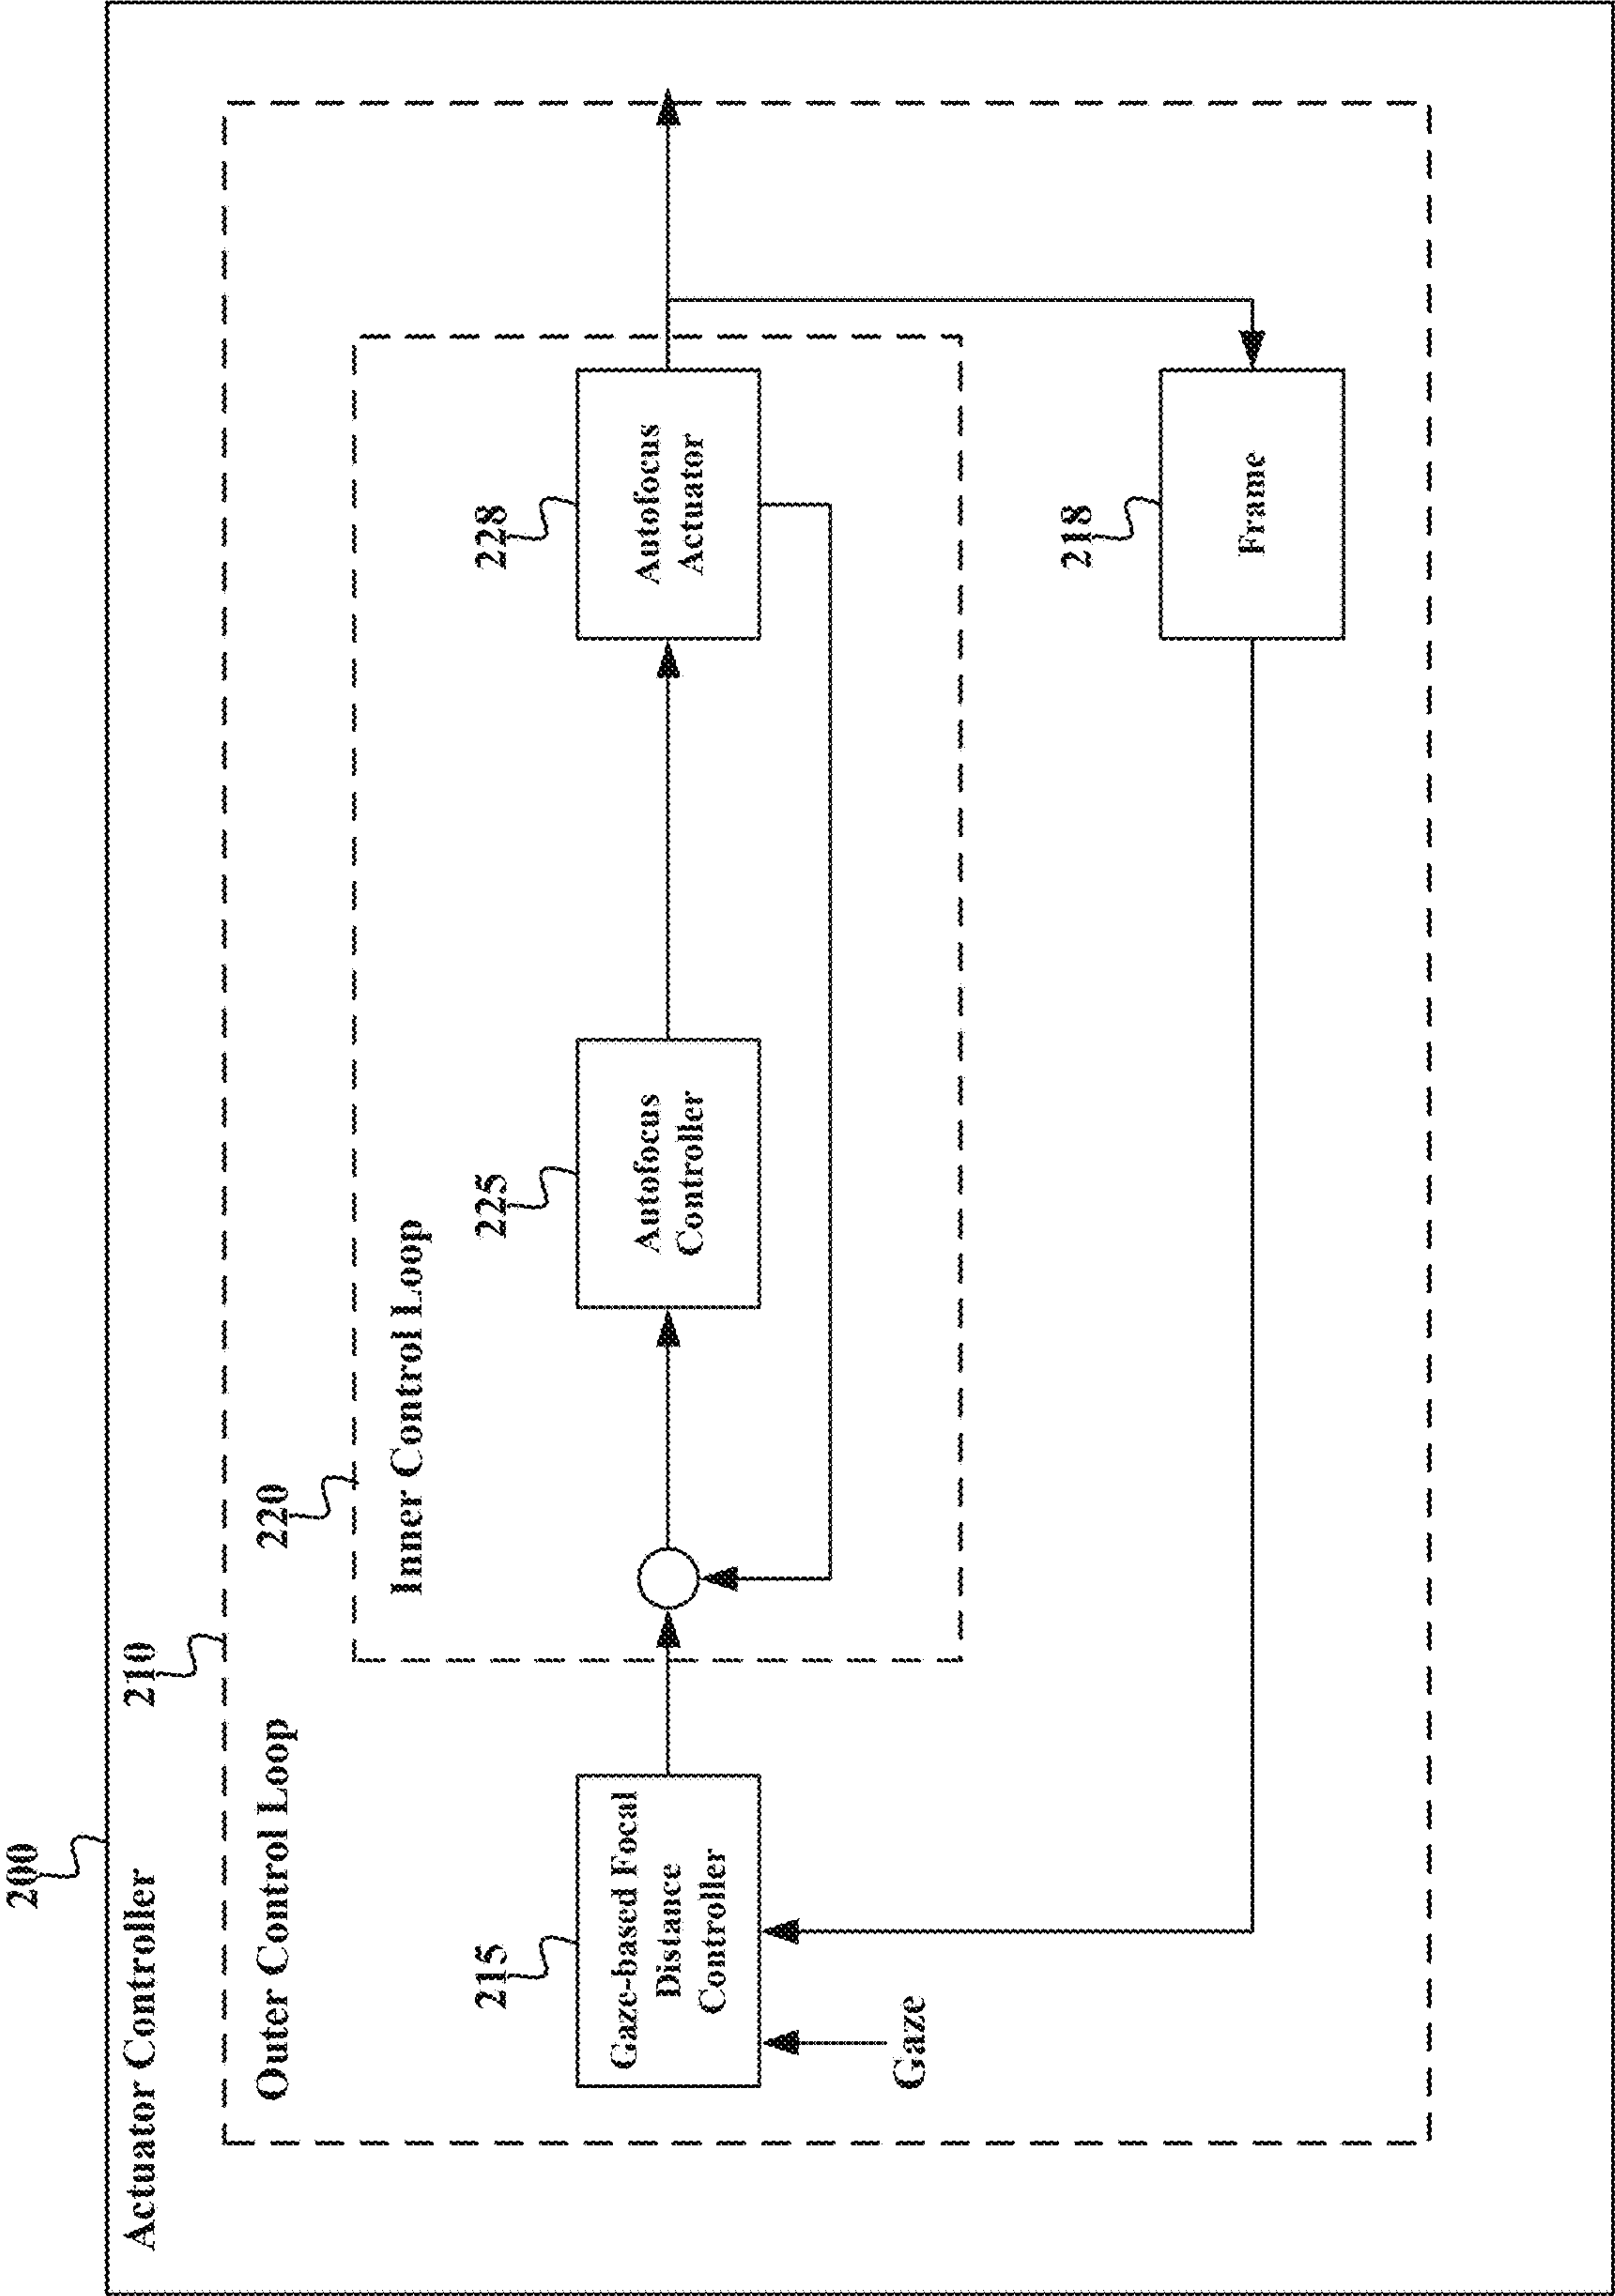 200
Actuator Controller
210
Outer Control Loop
220
Inner Control Loop
215
Gaze-based Focal
Distance
Controller
225
Autofocus
Controller
228
Autofocus
Actuator
Gaze
218
Frame